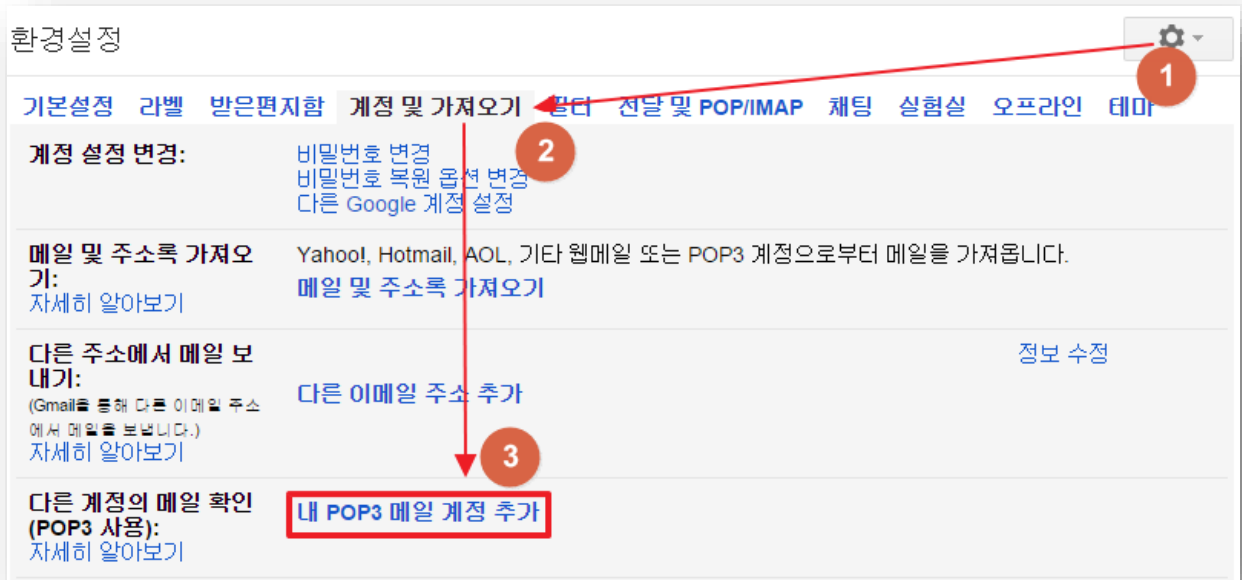 환경설정
1
기본설정 라벨 받은편지함 계정 및 가져오기 필터 전달 및 POP/IMAP 채팅 실험실 오프라인 테마
2
계정 설정 변경:
비밀번호 변경
비밀번호 복원 옵션 변경
다른 Google 계정 설정
메일 및 주소록 가져오
기:
자세히 알아보기
Yahoo!, Hotmail, AOL, 기타 웹메일 또는 POP3 계정으로부터 메일을 가져옵니다.
메일 및 주소록 가져오기
다른 주소에서 메일 보
내기:
(Gmail을 통해 다른 이메일 주소
에서 메일을 보냅니다.)
자세히 알아보기
다른 이메일 주소 추가
정보 수정
3
다른 계정의 메일 확인
(POP3 사용):
자세히 알아보기
내 POP3 메일 계정 추가